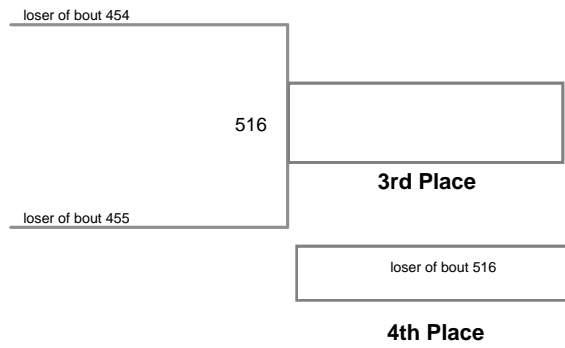 loser of bout 454
516
3rd Place
loser of bout 455
loser of bout 516
4th Place